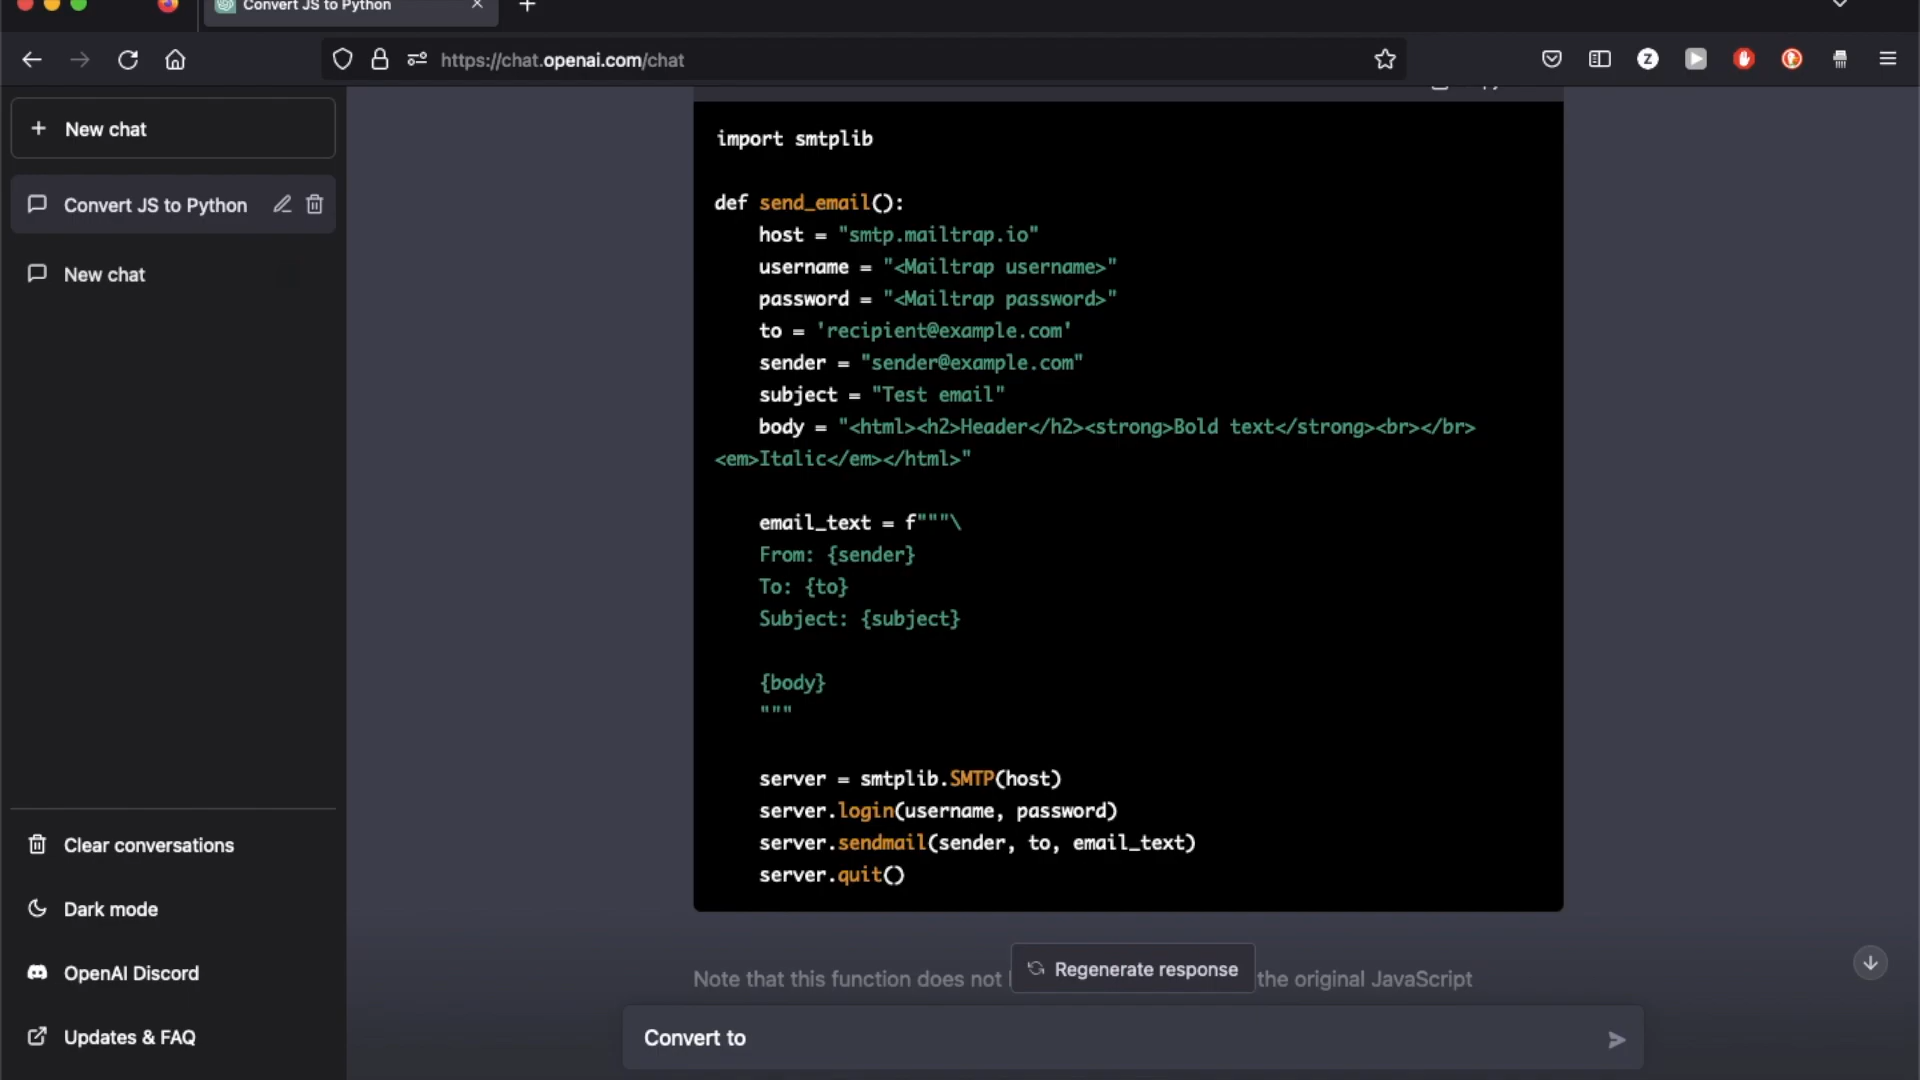 Convert JS to Python
https://chat.openai.com/chat
New chat
Convert JS to Python
New chat
import smtplib
def send_email():
host = "smtp.mailtrap.io"
username = "<Mailtrap username>"
password = "<Mailtrap password>"
to = 'recipient@example.com'
sender = "sender@example.com"
subject = "Test email"
body = "<html><h2>Header</h2><strong>Bold text</strong><br></br>
<em>Italic</em></html>"
email_text = f"""\
From: {sender}
To: {to}
Subject: {subject}
{body}
"""
server = smtplib.SMTP(host)
server.login(username, password)
server.sendmail(sender, to, email_text)
server.quit()
Clear conversations
Dark mode
OpenAI Discord
Updates & FAQ
Note that this function does not
Regenerate response
the original JavaScript
Convert to
Z